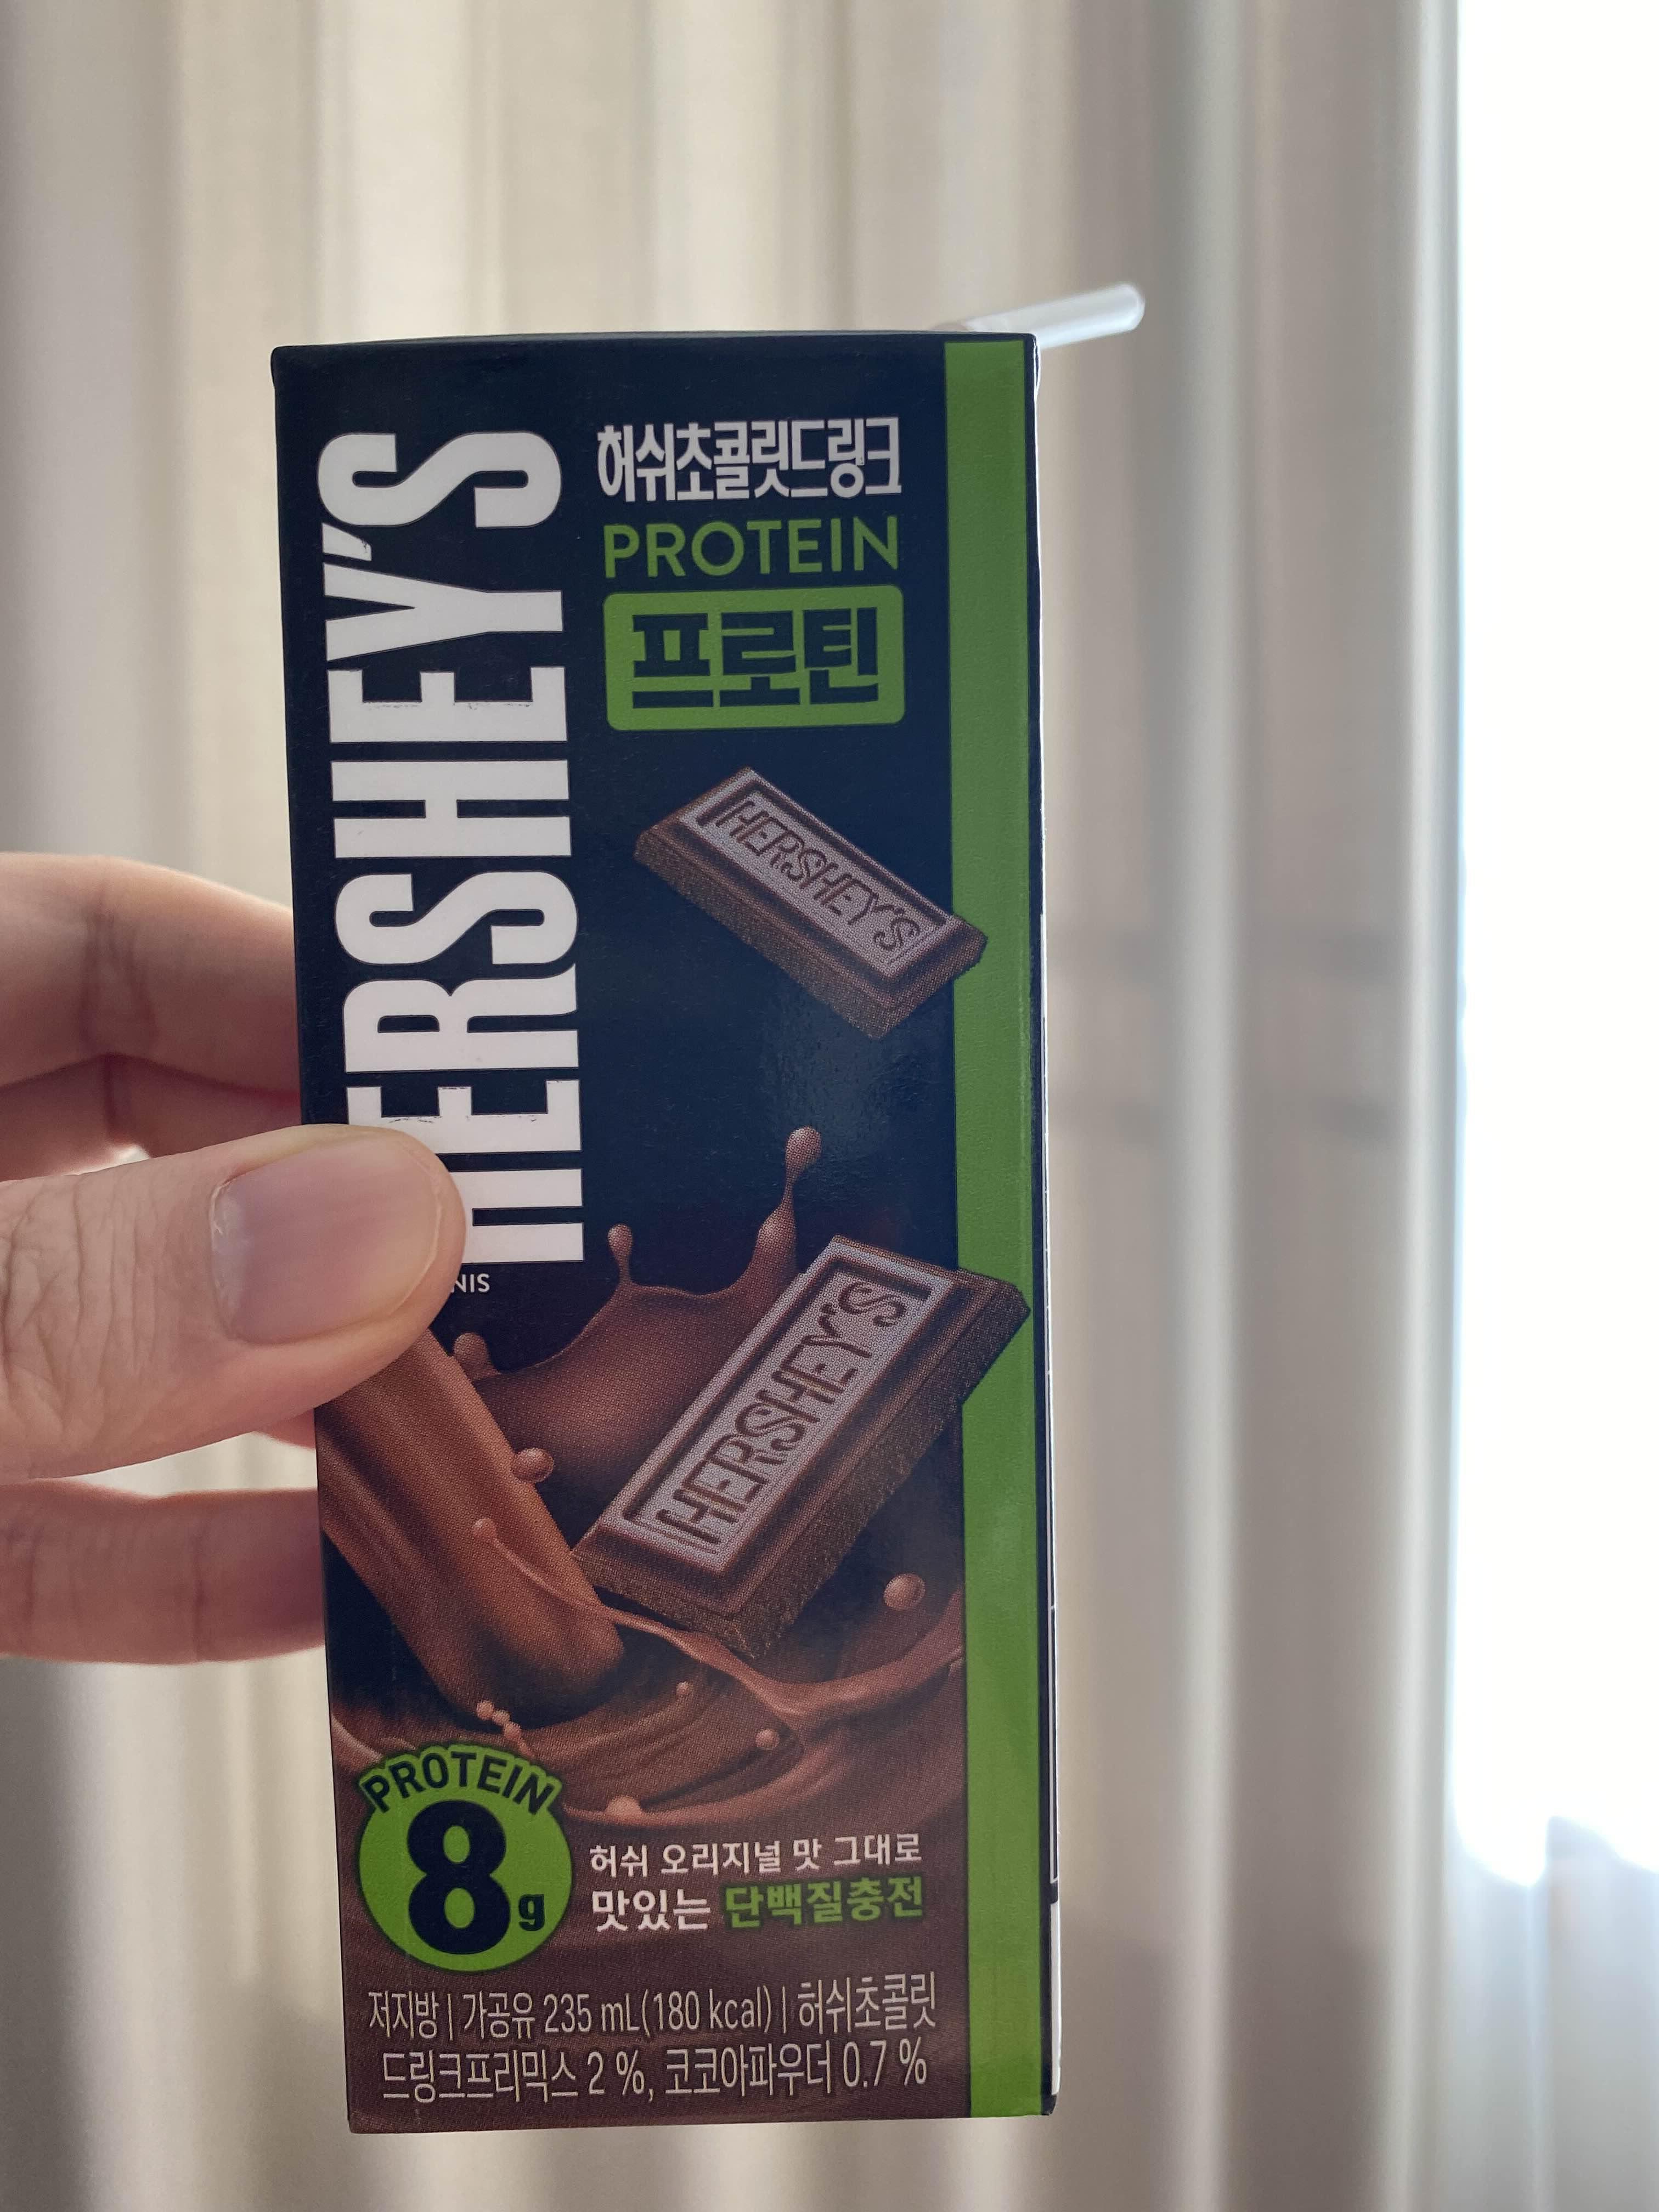 HERSHEY'S
허쉬초콜릿드링크
PROTEIN
프로틴
HERSHEY'S
HERSHEY'S
PROTEIN
8g
허쉬 오리지널 맛 그대로
맛있는 단백질충전
저지방 | 가공유 235 mL(180 kcal) | 허쉬초콜릿
드링크프리믹스 2 %, 코코아파우더 0.7 %